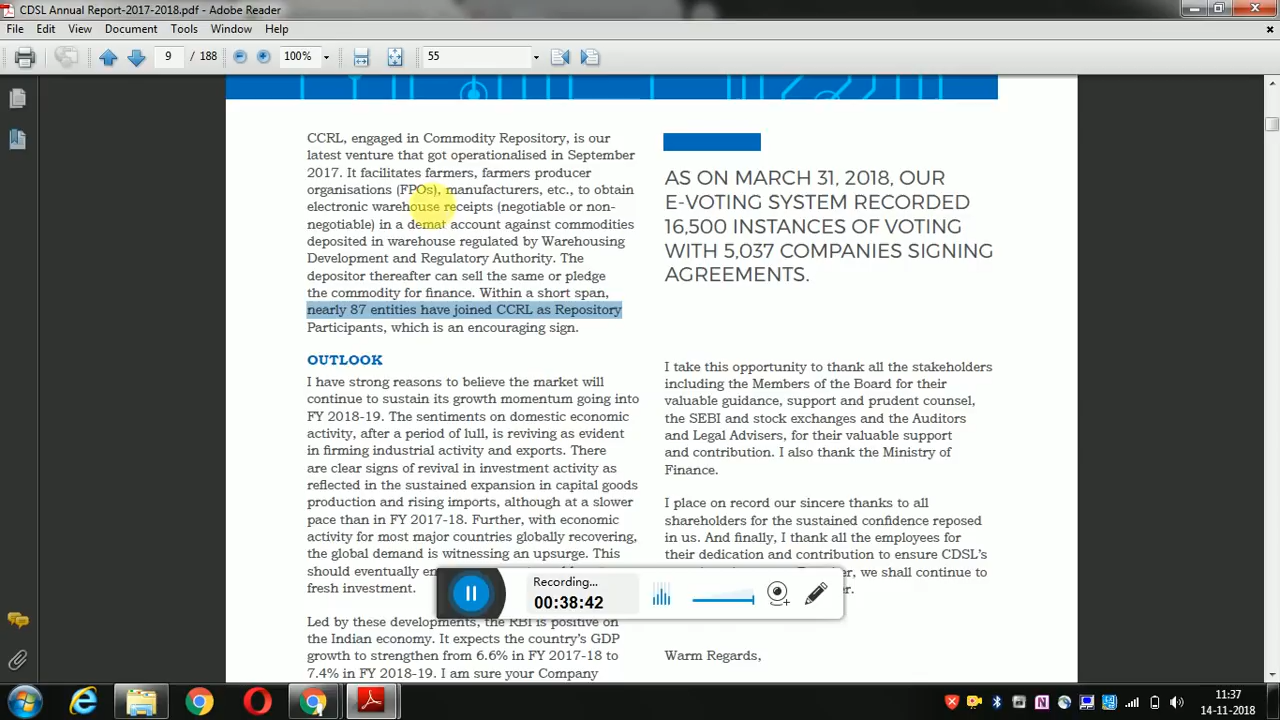 CDSL Annual Report-2017-2018.pdf - Adobe Reader
File Edit View Document Tools Window Help
9 / 188 100% 55
CCRL, engaged in Commodity Repository, is our
latest venture that got operationalised in September
2017. It facilitates farmers, farmers producer
organisations (FPOs), manufacturers, etc., to obtain
electronic warehouse receipts (negotiable or non-
negotiable) in a demat account against commodities
deposited in warehouse regulated by Warehousing
Development and Regulatory Authority. The
depositor thereafter can sell the same or pledge
the commodity for finance. Within a short span,
nearly 87 entities have joined CCRL as Repository
Participants, which is an encouraging sign.
OUTLOOK
I have strong reasons to believe the market will
continue to sustain its growth momentum going into
FY 2018-19. The sentiments on domestic economic
activity, after a period of lull, is reviving as evident
in firming industrial activity and exports. There
are clear signs of revival in investment activity as
reflected in the sustained expansion in capital goods
production and rising imports, although at a slower
pace than in FY 2017-18. Further, with economic
activity for most major countries globally recovering,
the global demand is witnessing an upsurge. This
should eventually
fresh investment.
Led by these developments, the RBI is positive on
the Indian economy. It expects the country's GDP
growth to strengthen from 6.6% in FY 2017-18 to
7.4% in FY 2018-19. I am sure your Company
AS ON MARCH 31, 2018, OUR
E-VOTING SYSTEM RECORDED
16,500 INSTANCES OF VOTING
WITH 5,037 COMPANIES SIGNING
AGREEMENTS.
I take this opportunity to thank all the stakeholders
including the Members of the Board for their
valuable guidance, support and prudent counsel,
the SEBI and stock exchanges and the Auditors
and Legal Advisers, for their valuable support
and contribution. I also thank the Ministry of
Finance.
I place on record our sincere thanks to all
shareholders for the sustained confidence reposed
in us. And finally, I thank all the employees for
their dedication and contribution to ensure CDSL's
we shall continue to
Warm Regards,
Recording...
00:38:42
11:37
14-11-2018